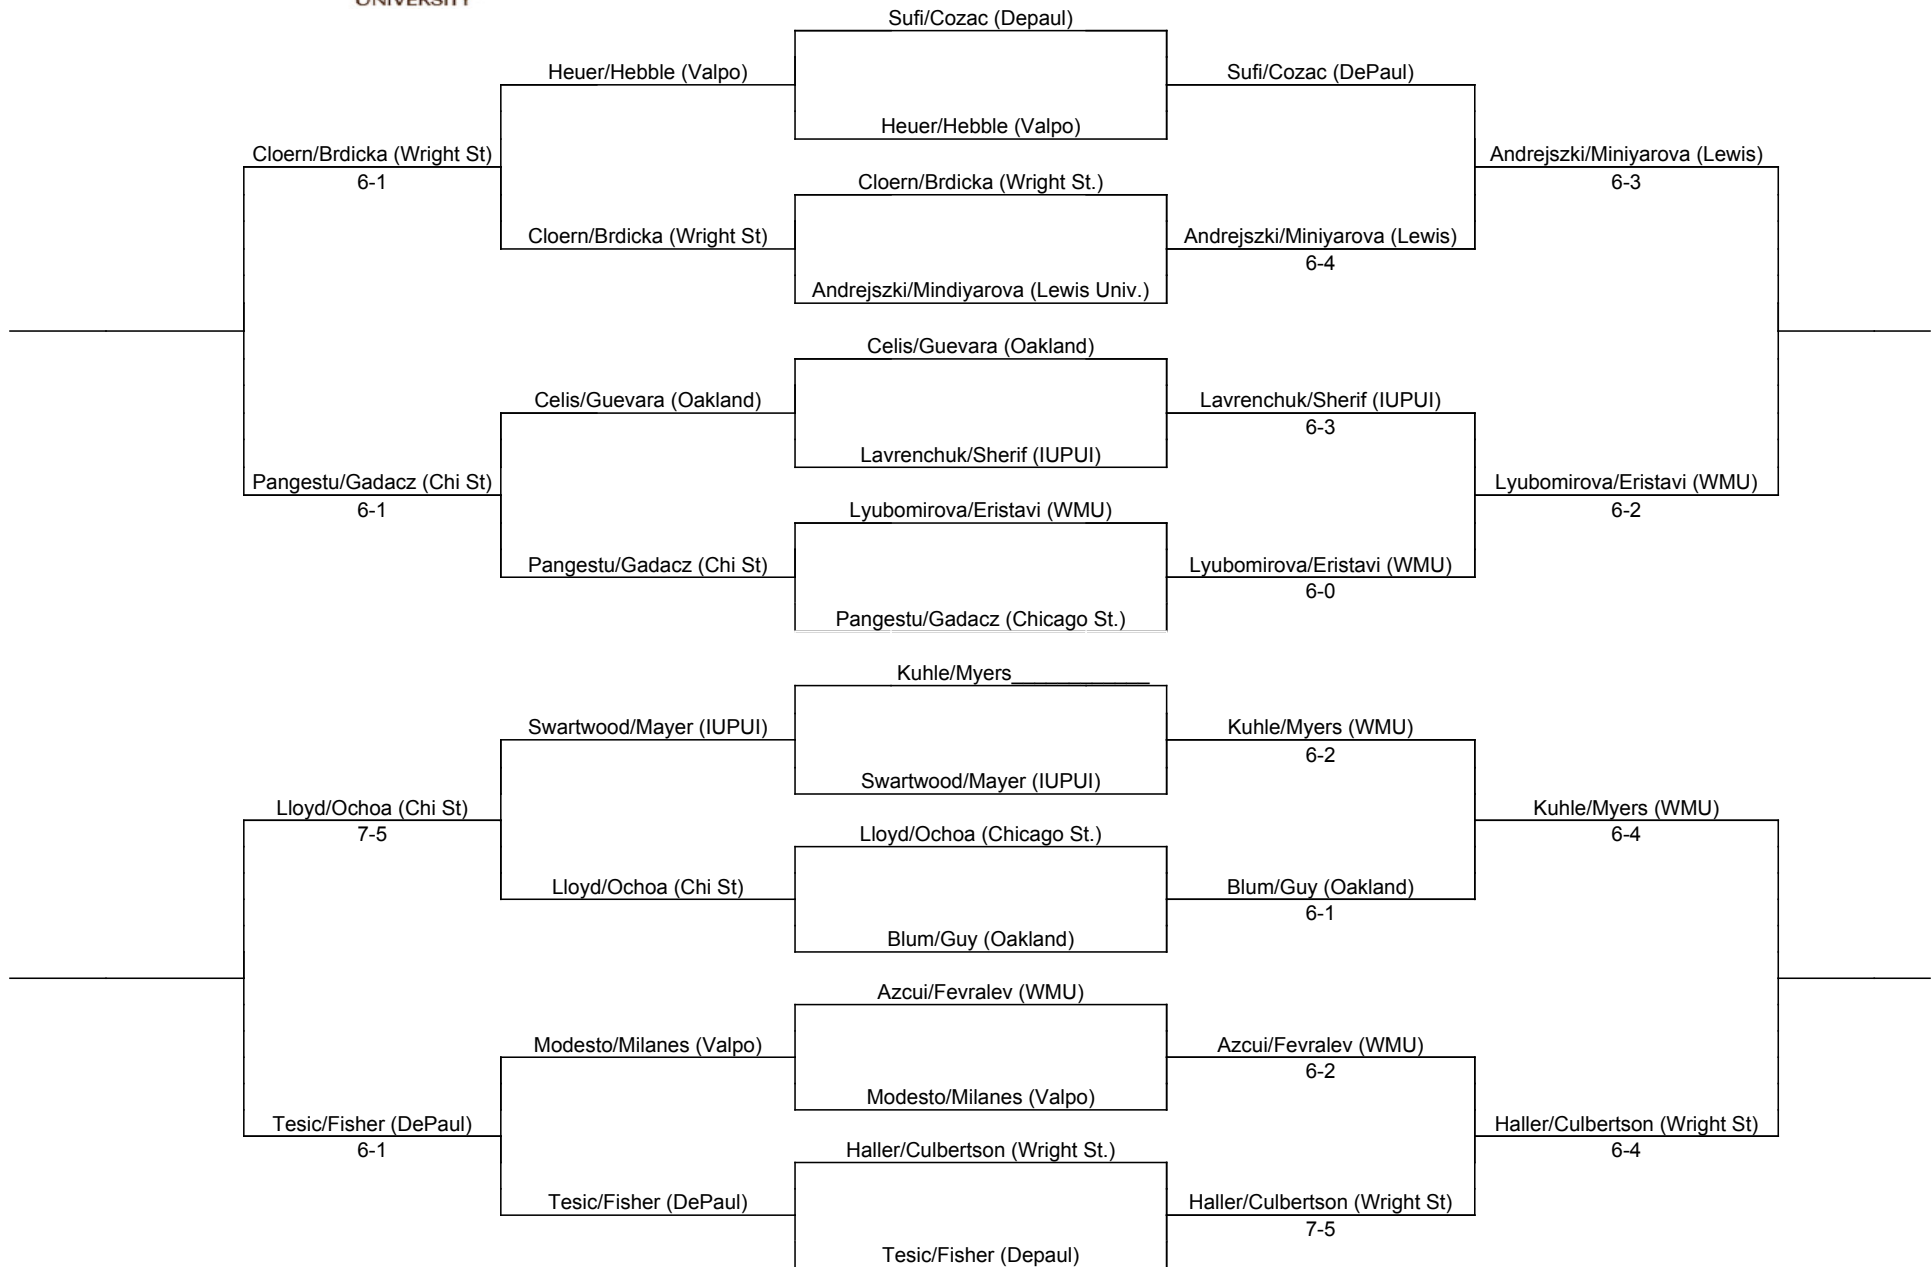 UNIVERSITY
Sufi/Cozac (Depaul)
Heuer/Hebble (Valpo)
Sufi/Cozac (DePaul)
Heuer/Hebble (Valpo)
Cloern/Brdicka (Wright St)
Andrejszki/Miniyarova (Lewis)
6-1
Cloern/Brdicka (Wright St.)
6-3
Cloern/Brdicka (Wright St)
Andrejszki/Miniyarova (Lewis)
6-4
Andrejszki/Mindiyarova (Lewis Univ.)
Celis/Guevara (Oakland)
Celis/Guevara (Oakland)
Lavrenchuk/Sherif (IUPUI)
6-3
Lavrenchuk/Sherif (IUPUI)
Pangestu/Gadacz (Chi St)
Lyubomirova/Eristavi (WMU)
6-1
Lyubomirova/Eristavi (WMU)
6-2
Pangestu/Gadacz (Chi St)
Lyubomirova/Eristavi (WMU)
6-0
Pangestu/Gadacz (Chicago St.)
Kuhle/Myers____________
Swartwood/Mayer (IUPUI)
Kuhle/Myers (WMU)
6-2
Swartwood/Mayer (IUPUI)
Lloyd/Ochoa (Chi St)
Kuhle/Myers (WMU)
7-5
Lloyd/Ochoa (Chicago St.)
6-4
Lloyd/Ochoa (Chi St)
Blum/Guy (Oakland)
6-1
Blum/Guy (Oakland)
Azcui/Fevralev (WMU)
Modesto/Milanes (Valpo)
Azcui/Fevralev (WMU)
6-2
Modesto/Milanes (Valpo)
Tesic/Fisher (DePaul)
Haller/Culbertson (Wright St)
6-1
Haller/Culbertson (Wright St.)
6-4
Tesic/Fisher (DePaul)
Haller/Culbertson (Wright St)
7-5
Tesic/Fisher (Depaul)